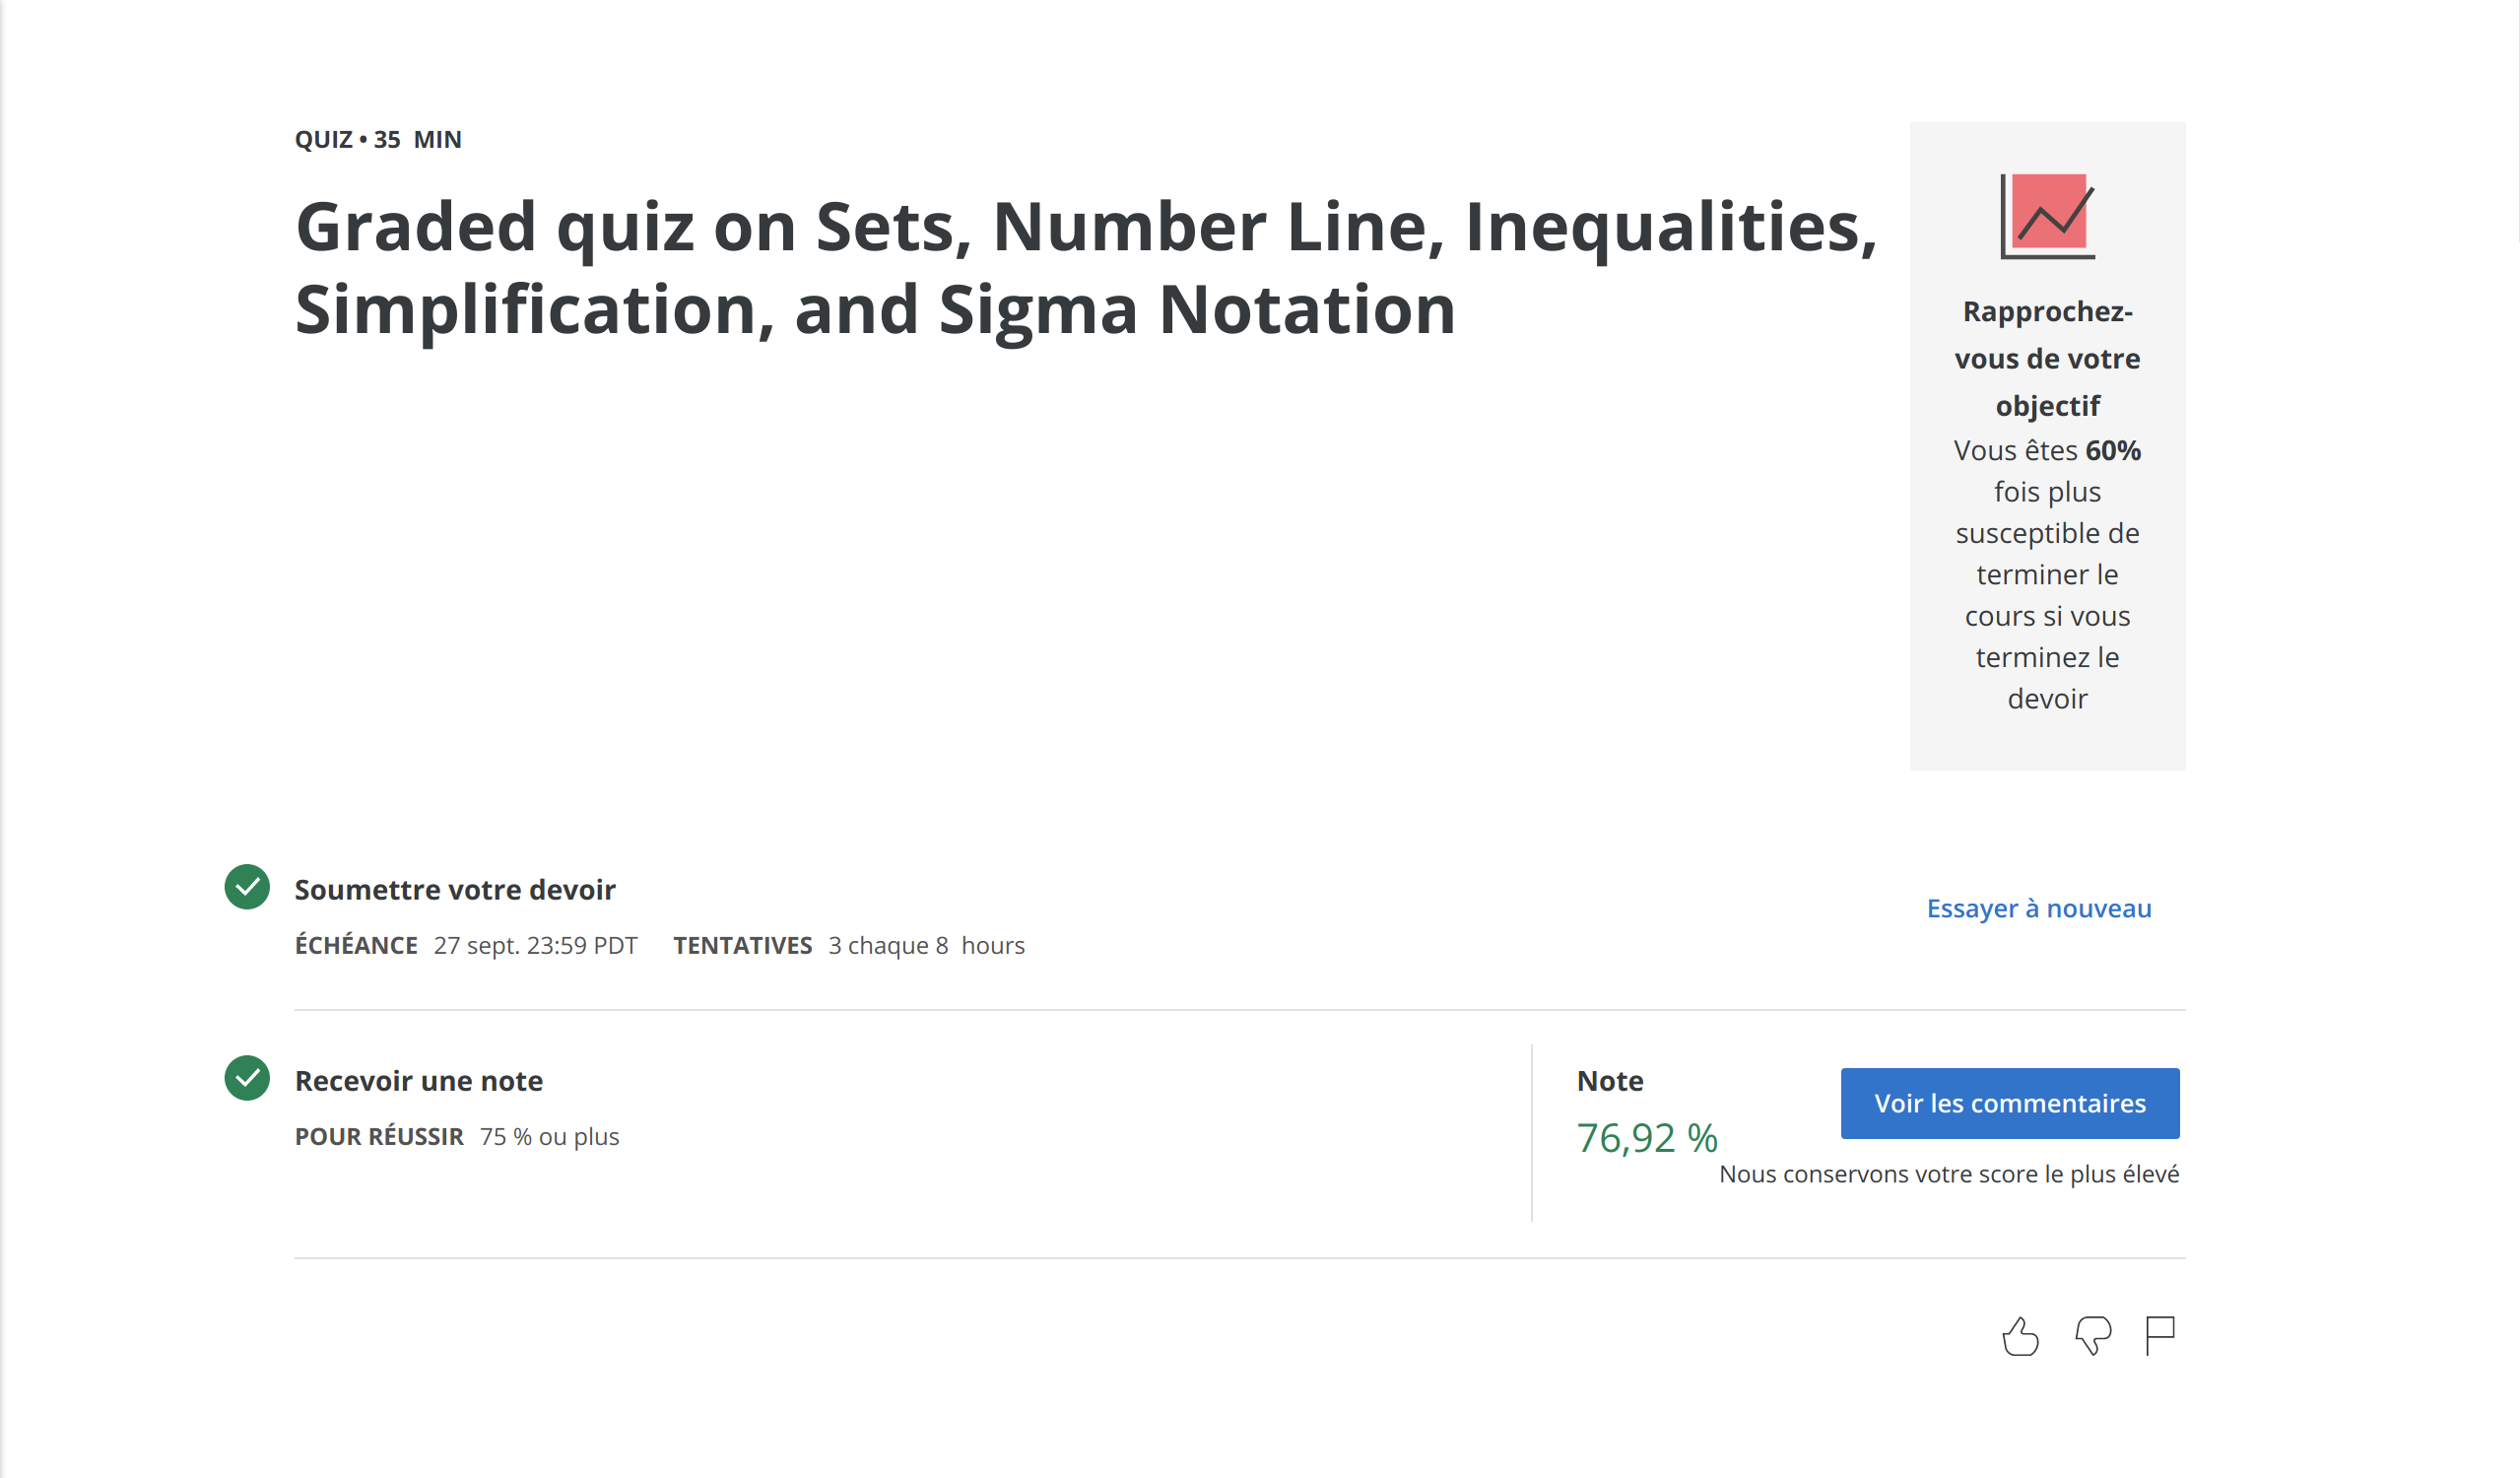 QUIZ • 35 MIN
Graded quiz on Sets, Number Line, Inequalities,
Simplification, and Sigma Notation
Rapprochez-
vous de votre
objectif
Vous êtes 60%
fois plus
susceptible de
terminer le
cours si vous
terminez le
devoir
Soumettre votre devoir
ÉCHÉANCE 27 sept. 23:59 PDT TENTATIVES 3 chaque 8 hours
Essayer à nouveau
Recevoir une note
POUR RÉUSSIR 75 % ou plus
Note
76,92 %
Voir les commentaires
Nous conservons votre score le plus élevé